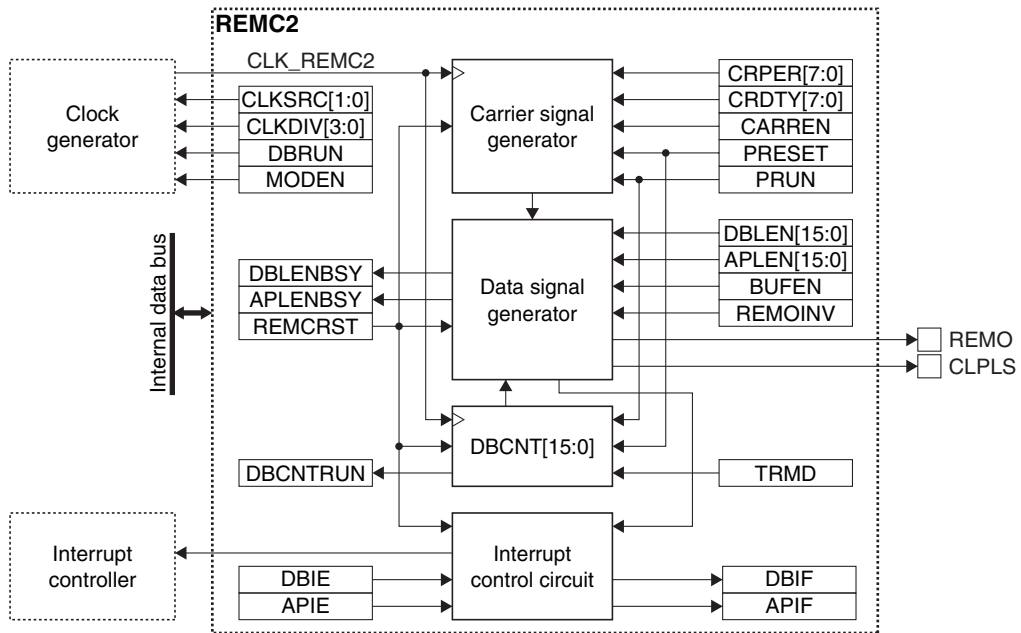 REMC2
CLK_REMC2
Clock
generator
CLKSRC[1:0]
CLKDIV[3:0]
DBRUN
MODEN
Carrier signal
generator
CRPER[7:0]
CRDTY[7:0]
CARREN
PRESET
PRUN
Internal data bus
DBLENBSY
APLENBSY
REMCRST
Data signal
generator
DBLEN[15:0]
APLEN[15:0]
BUFEN
REMOINV
REMO
CLPLS
DBCNTRUN
DBCNT[15:0]
TRMD
Interrupt
controller
DBIE
APIE
Interrupt
control circuit
DBIF
APIF